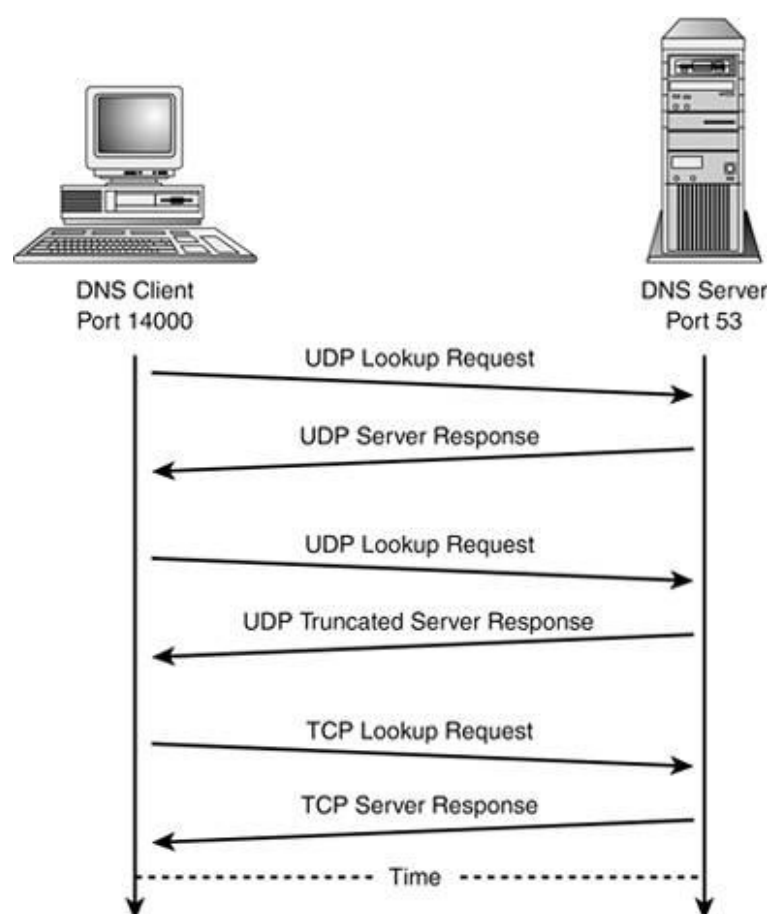 DNS Client
Port 14000
DNS Server
Port 53
UDP Lookup Request
UDP Server Response
UDP Lookup Request
UDP Truncated Server Response
TCP Lookup Request
TCP Server Response
Time